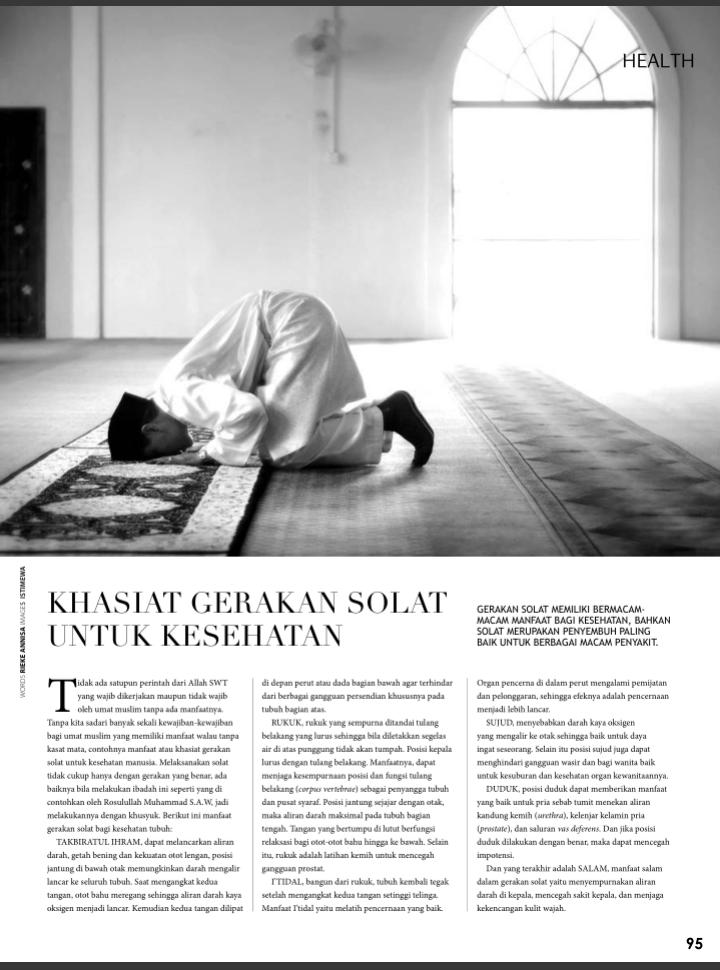 HEALTH
WORDS RIEKE ANNISA IMAGES ISTIMEWA
KHASIAT GERAKAN SOLAT
UNTUK KESEHATAN
GERAKAN SOLAT MEMILIKI BERMACAM-
MACAM MANFAAT BAGI KESEHATAN, BAHKAN
SOLAT MERUPAKAN PENYEMBUH PALING
BAIK UNTUK BERBAGAI MACAM PENYAKIT.
Tidak ada satupun perintah dari Allah SWT
yang wajib dikerjakan maupun tidak wajib
oleh umat muslim tanpa ada manfaatnya.
Tanpa kita sadari banyak sekali kewajiban-kewajiban
bagi umat muslim yang memiliki manfaat walau tanpa
kasat mata, contohnya manfaat atau khasiat gerakan
solat untuk kesehatan manusia. Melaksanakan solat
tidak cukup hanya dengan gerakan yang benar, ada
baiknya bila melakukan ibadah ini seperti yang di
contohkan oleh Rosulullah Muhammad S.A.W, jadi
melakukannya dengan khusyuk. Berikut ini manfaat
gerakan solat bagi kesehatan tubuh:
TAKBIRATUL IHRAM, dapat melancarkan aliran
darah, getah bening dan kekuatan otot lengan, posisi
jantung di bawah otak memungkinkan darah mengalir
lancar ke seluruh tubuh. Saat mengangkat kedua
tangan, otot bahu meregang sehingga aliran darah kaya
oksigen menjadi lancar. Kemudian kedua tangan dilipat
di depan perut atau dada bagian bawah agar terhindar
dari berbagai gangguan persendian khususnya pada
tubuh bagian atas.
RUKUK, rukuk yang sempurna ditandai tulang
belakang yang lurus sehingga bila diletakkan segelas
air di atas punggung tidak akan tumpah. Posisi kepala
lurus dengan tulang belakang. Manfaatnya, dapat
menjaga kesempurnaan posisi dan fungsi tulang
belakang (corpus vertebrae) sebagai penyangga tubuh
dan pusat syaraf. Posisi jantung sejajar dengan otak,
maka aliran darah maksimal pada tubuh bagian
tengah. Tangan yang bertumpu di lutut berfungsi
relaksasi bagi otot-otot bahu hingga ke bawah. Selain
itu, rukuk adalah latihan kemih untuk mencegah
gangguan prostat.
I'TIDAL, bangun dari rukuk, tubuh kembali tegak
setelah mengangkat kedua tangan setinggi telinga.
Manfaat I'tidal yaitu melatih pencernaan yang baik.
Organ pencerna di dalam perut mengalami pemijatan
dan pelonggaran, sehingga efeknya adalah pencernaan
menjadi lebih lancar.
SUJUD, menyebabkan darah kaya oksigen
yang mengalir ke otak sehingga baik untuk daya
ingat seseorang. Selain itu posisi sujud juga dapat
menghindari gangguan wasir dan bagi wanita baik
untuk kesuburan dan kesehatan organ kewanitaannya.
DUDUK, posisi duduk dapat memberikan manfaat
yang baik untuk pria sebab tumit menekan aliran
kandung kemih (urethra), kelenjar kelamin pria
(prostate), dan saluran vas deferens. Dan jika posisi
duduk dilakukan dengan benar, maka dapat mencegah
impotensi.
Dan yang terakhir adalah SALAM, manfaat salam
dalam gerakan solat yaitu menyempurnakan aliran
darah di kepala, mencegah sakit kepala, dan menjaga
kekencangan kulit wajah.
95